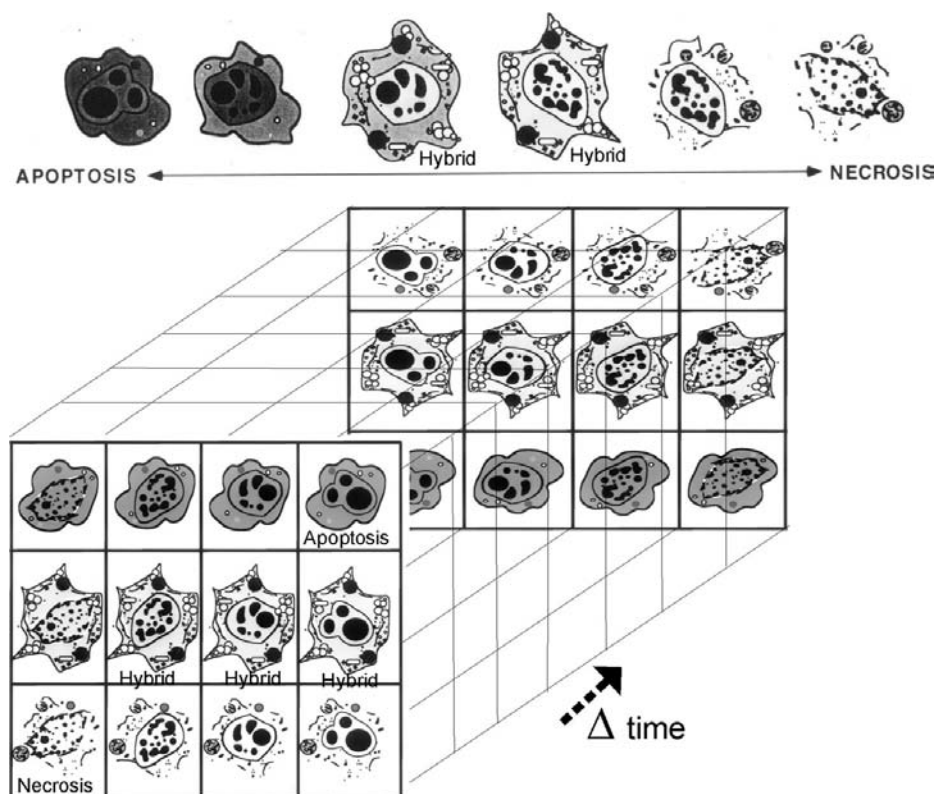 Hybrid
Hybrid
APOPTOSIS
NECROSIS
Apoptosis
Hybrid
Hybrid
Hybrid
Δ time
Necrosis